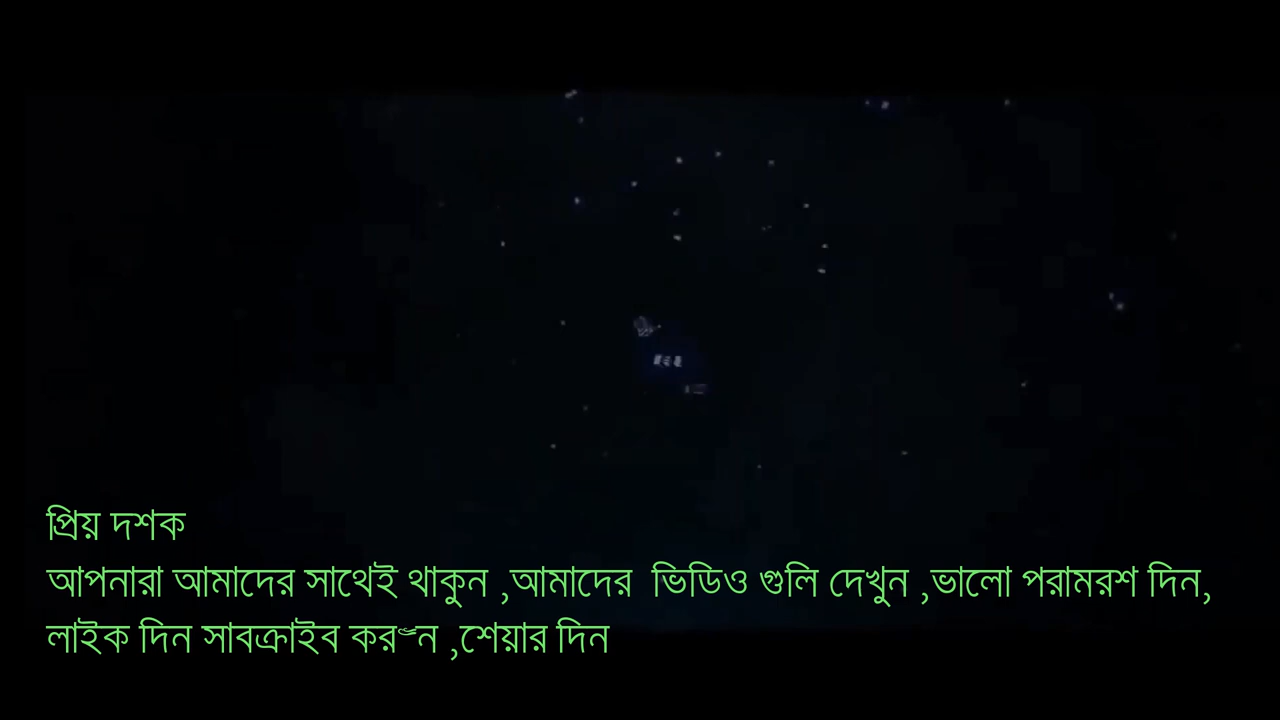 প্রিয় দশক
আপনারা আমাদের সাথেই থাকুন ,আমাদের ভিডিও গুলি দেখুন ,ভালো পরামরশ দিন,
লাইক দিন সাবক্রাইব করুন ,শেয়ার দিন